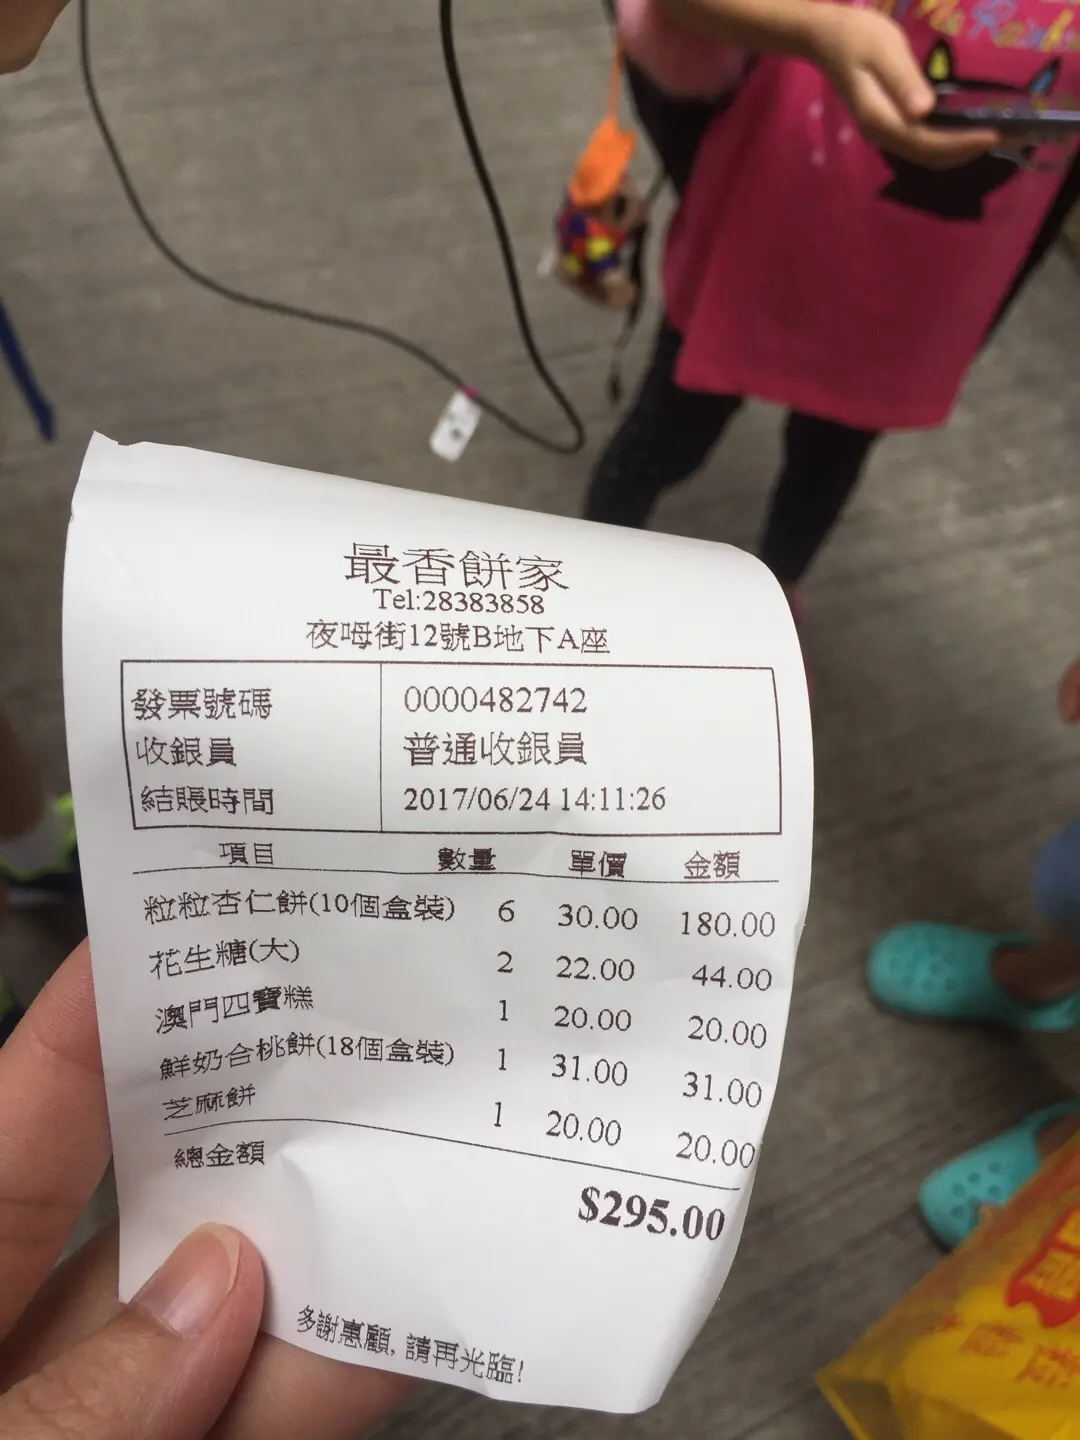 最香餅家
Tel:28383858
夜呣街12號B地下A座
發票號碼 0000482742
收銀員 普通收銀員
結賬時間 2017/06/24 14:11:26
項目 數量 單價 金額
粒粒杏仁餅(10個盒裝) 6 30.00 180.00
花生糖(大) 2 22.00 44.00
澳門四寶糕 1 20.00 20.00
鮮奶合桃餅(18個盒裝) 1 31.00 31.00
芝麻餅 1 20.00 20.00
總金額
$295.00
多謝惠顧, 請再光臨!